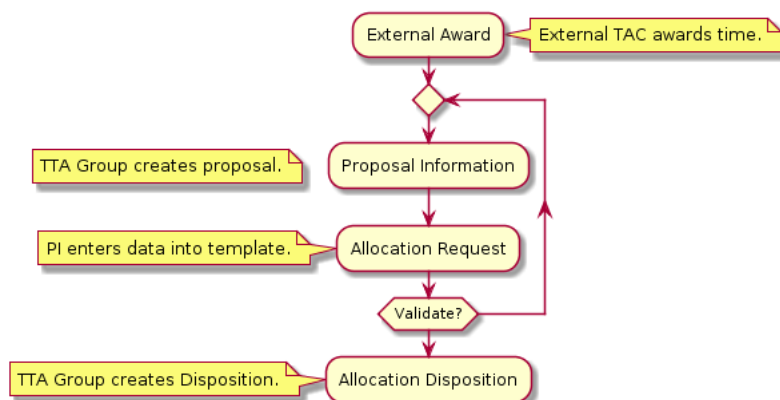 External Award
External TAC awards time.
TTA Group creates proposal.
Proposal Information
PI enters data into template.
Allocation Request
Validate?
TTA Group creates Disposition.
Allocation Disposition